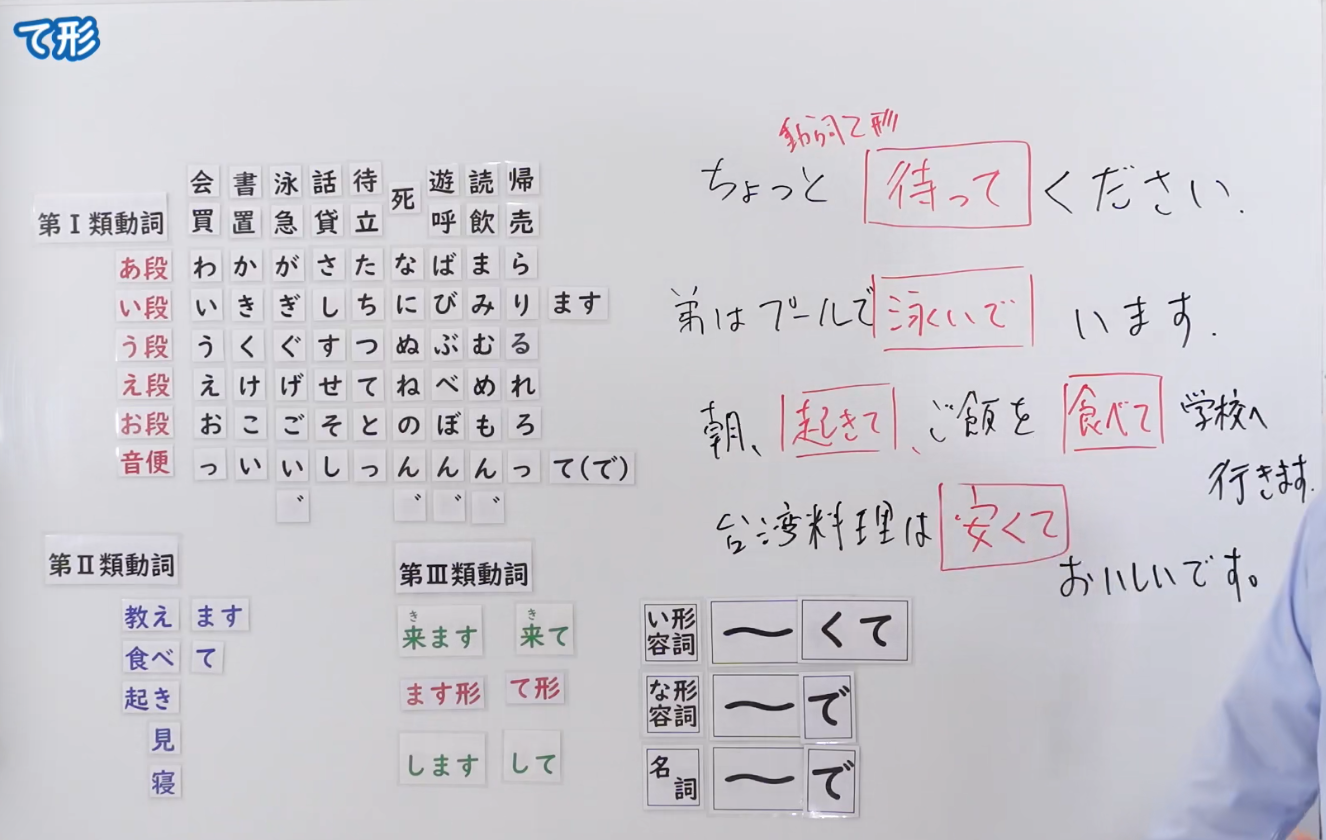 て形
会 書 泳 話 待 死 遊 読 帰
第Ⅰ類動詞 買 置 急 貸 立 呼 飲 売
あ段 わ か が さ た な ば ま ら
い段 い き ぎ し ち に び み り ます
う段 う く ぐ す つ ぬ ぶ む る
え段 え け げ せ て ね べ め れ
お段 お こ ご そ と の ぼ も ろ
音便 っ い い し っ ん ん ん っ て(で)
゛ ゛ ゛ ゛
第Ⅱ類動詞
教え ます
食べ て
起き
見
寝
第Ⅲ類動詞
き き
来ます 来て
ます形 て形
します して
い形容詞 〜 くて
な形容詞 〜 で
名詞 〜 で
動詞て形
ちょっと 待って ください.
弟はプールで 泳いで います.
朝、起きて、ご飯を 食べて 学校へ
行きます.
台湾料理は 安くて
おいしいです。